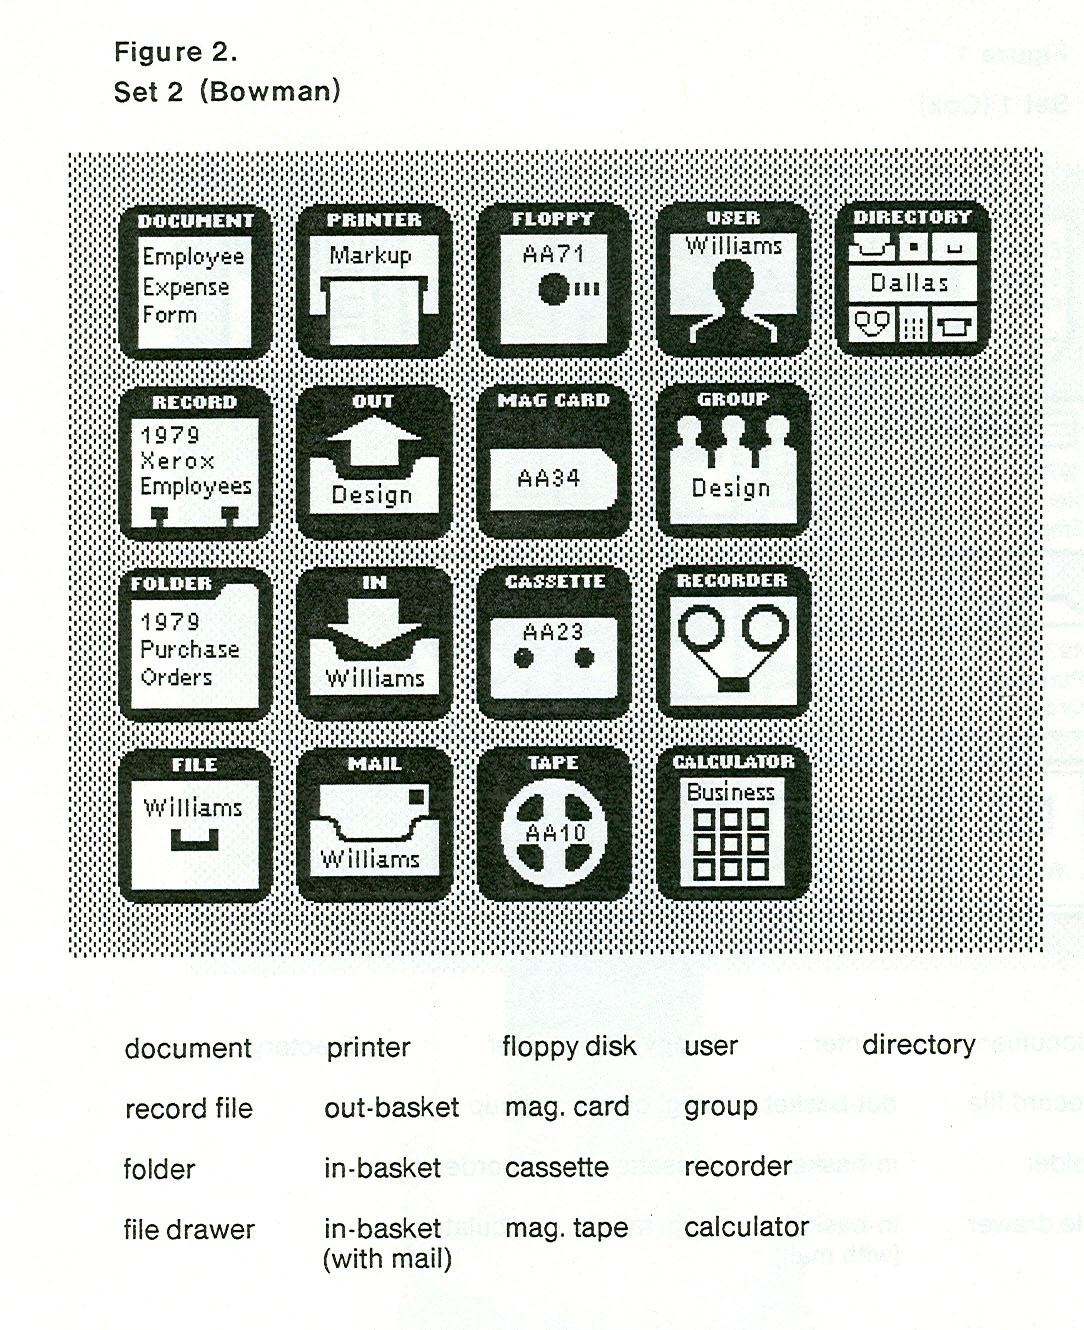 Figure 2.
Set 2 (Bowman)
DOCUMENT
Employee
Expense
Form
PRINTER
Markup
FLOPPY
AA71
USER
Williams
DIRECTORY
Dallas
RECORD
1979
Xerox
Employees
OUT
Design
MAG CARD
AA34
GROUP
Design
FOLDER
1979
Purchase
Orders
IN
Williams
CASSETTE
AA23
RECORDER
FILE
Williams
MAIL
Williams
TAPE
AA10
CALCULATOR
Business
document printer floppy disk user directory
record file out-basket mag. card group
folder in-basket cassette recorder
file drawer in-basket mag. tape calculator
(with mail)